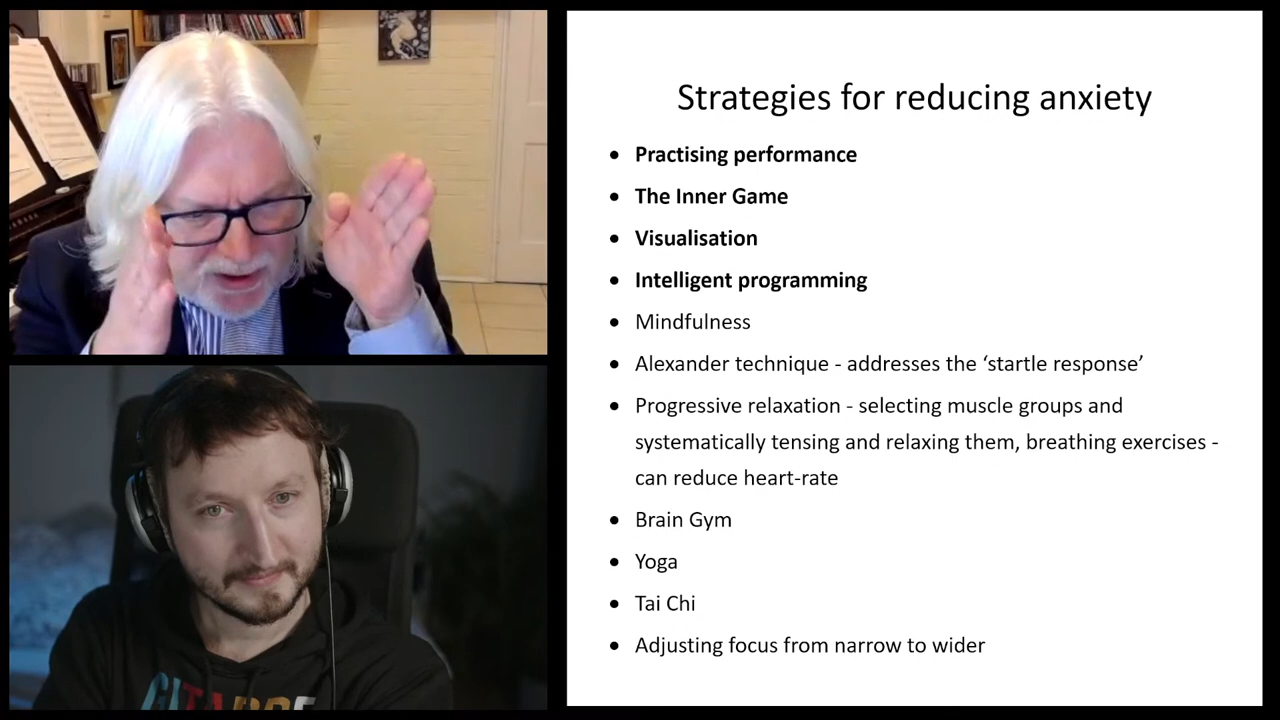 Strategies for reducing anxiety
• Practising performance
• The Inner Game
• Visualisation
• Intelligent programming
• Mindfulness
• Alexander technique - addresses the ‘startle response’
• Progressive relaxation - selecting muscle groups and
systematically tensing and relaxing them, breathing exercises -
can reduce heart-rate
• Brain Gym
• Yoga
• Tai Chi
• Adjusting focus from narrow to wider